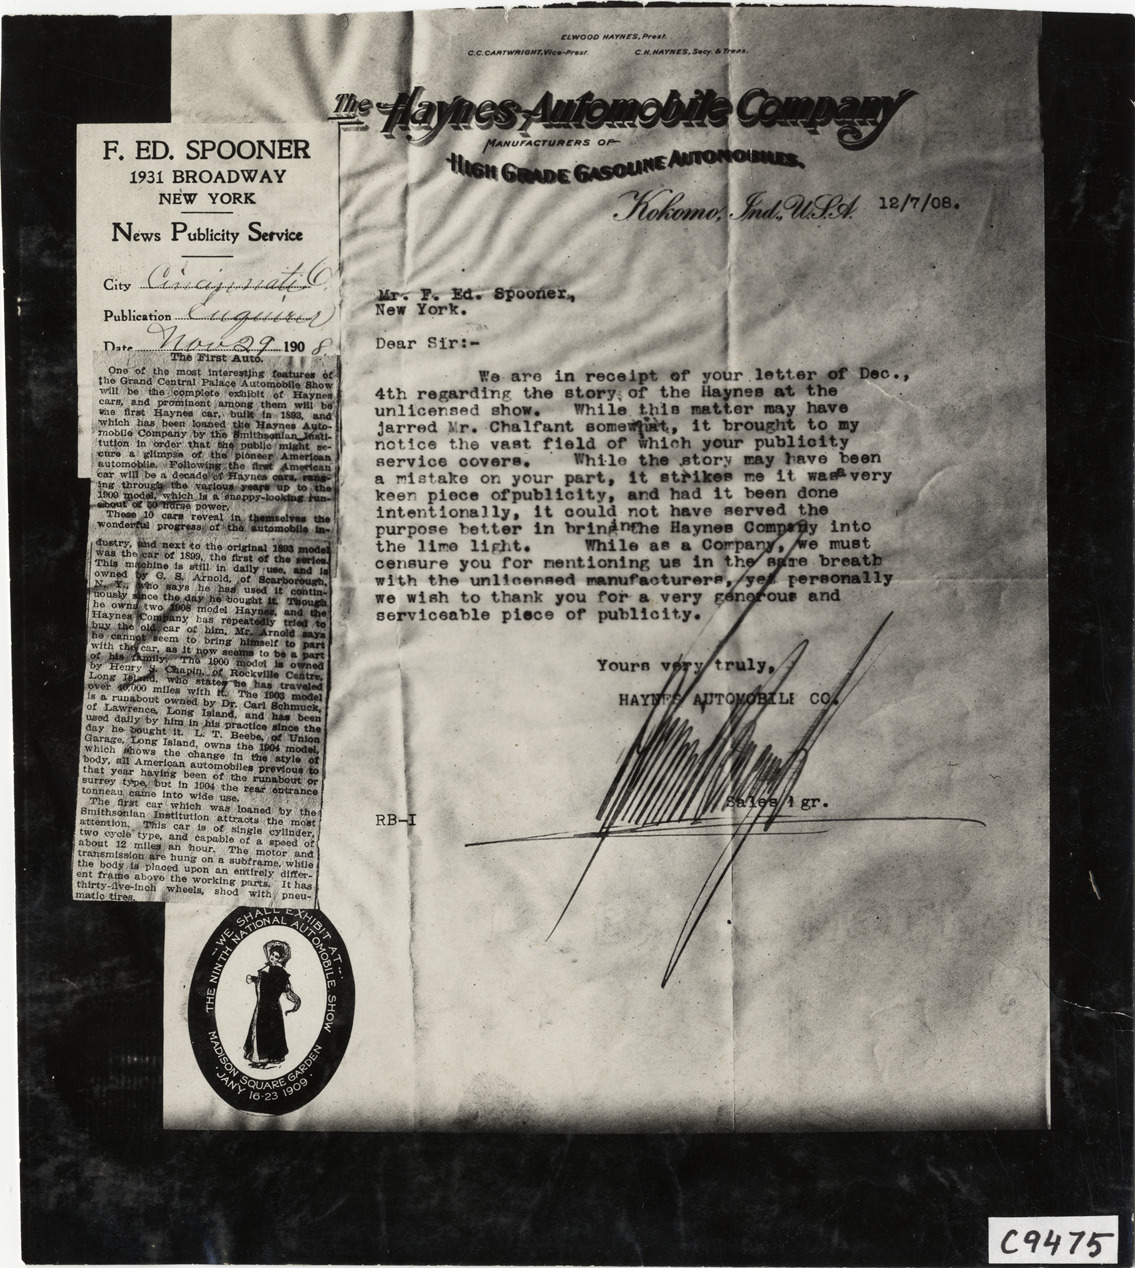 ELWOOD HAYNES, Prest.
C.C. CARTWRIGHT, Vice-Prest. C.H. HAYNES, Secy. & Treas.
The Haynes Automobile Company
MANUFACTURERS OF
HIGH GRADE GASOLINE AUTOMOBILES.
Kokomo, Ind., U.S.A. 12/7/08.
F. ED. SPOONER
1931 BROADWAY
NEW YORK
News Publicity Service
City Cincinnati O.
Publication Enquirer
Date Nov 29 1908
The First Auto.
One of the most interesting features of
the Grand Central Palace Automobile Show
will be the complete exhibit of Haynes
cars, and prominent among them will be
the first Haynes car, built in 1893, and
which has been loaned the Haynes Auto-
mobile Company by the Smithsonian Insti-
tution in order that the public might se-
cure a glimpse of the pioneer American
automobile. Following the first American
car will be a decade of Haynes cars, rang-
ing through the various years up to the
1909 model, which is a snappy-looking run-
about of 30 horse power.
These 10 cars reveal in themselves the
wonderful progress of the automobile in-
dustry, and next to the original 1893 model
was the car of 1899, the first of the series.
This machine is still in daily use, and is
owned by G. S. Arnold, of Scarborough,
N. Y., who says he has used it contin-
uously since the day he bought it. Though
he owns two 1908 model Haynes, and the
Haynes Company has repeatedly tried to
buy the old car of him, Mr. Arnold says
he cannot seem to bring himself to part
with the car, as it now seems to be a part
of his family. The 1900 model is owned
by Henry S. Chapin, of Rockville Centre,
Long Island, who states he has traveled
over 40,000 miles with it. The 1903 model
is a runabout owned by Dr. Carl Schmuck,
of Lawrence, Long Island, and has been
used daily by him in his practice since the
day he bought it. L. T. Beebe, of Union
Garage, Long Island, owns the 1904 model,
which shows the change in the style of
body, all American automobiles previous to
that year having been of the runabout or
surrey type, but in 1904 the rear entrance
tonneau came into wide use.
The first car which was loaned by the
Smithsonian Institution attracts the most
attention. This car is of single cylinder,
two cycle type, and capable of a speed of
about 12 miles an hour. The motor and
transmission are hung on a subframe, while
the body is placed upon an entirely differ-
ent frame above the working parts. It has
thirty-five-inch wheels, shod with pneu-
matic tires.
Mr. F. Ed. Spooner,
New York.
Dear Sir:-
We are in receipt of your letter of Dec.,
4th regarding the story of the Haynes at the
unlicensed show. While this matter may have
jarred Mr. Chalfant somewhat, it brought to my
notice the vast field of which your publicity
service covers. While the story may have been
a mistake on your part, it strikes me it was a very
keen piece ofpublicity, and had it been done
intentionally, it could not have served the
purpose better in bringing the Haynes Company into
the lime light. While as a Company, we must
censure you for mentioning us in the same breath
with the unlicensed manufacturers, yet personally
we wish to thank you for a very generous and
serviceable piece of publicity.
Yours very truly,
HAYNES AUTOMOBILE CO.
Sales Mgr.
RB-I
WE SHALL EXHIBIT AT
THE NINTH NATIONAL AUTOMOBILE SHOW
MADISON SQUARE GARDEN
JANY 16-23 1909
C9475